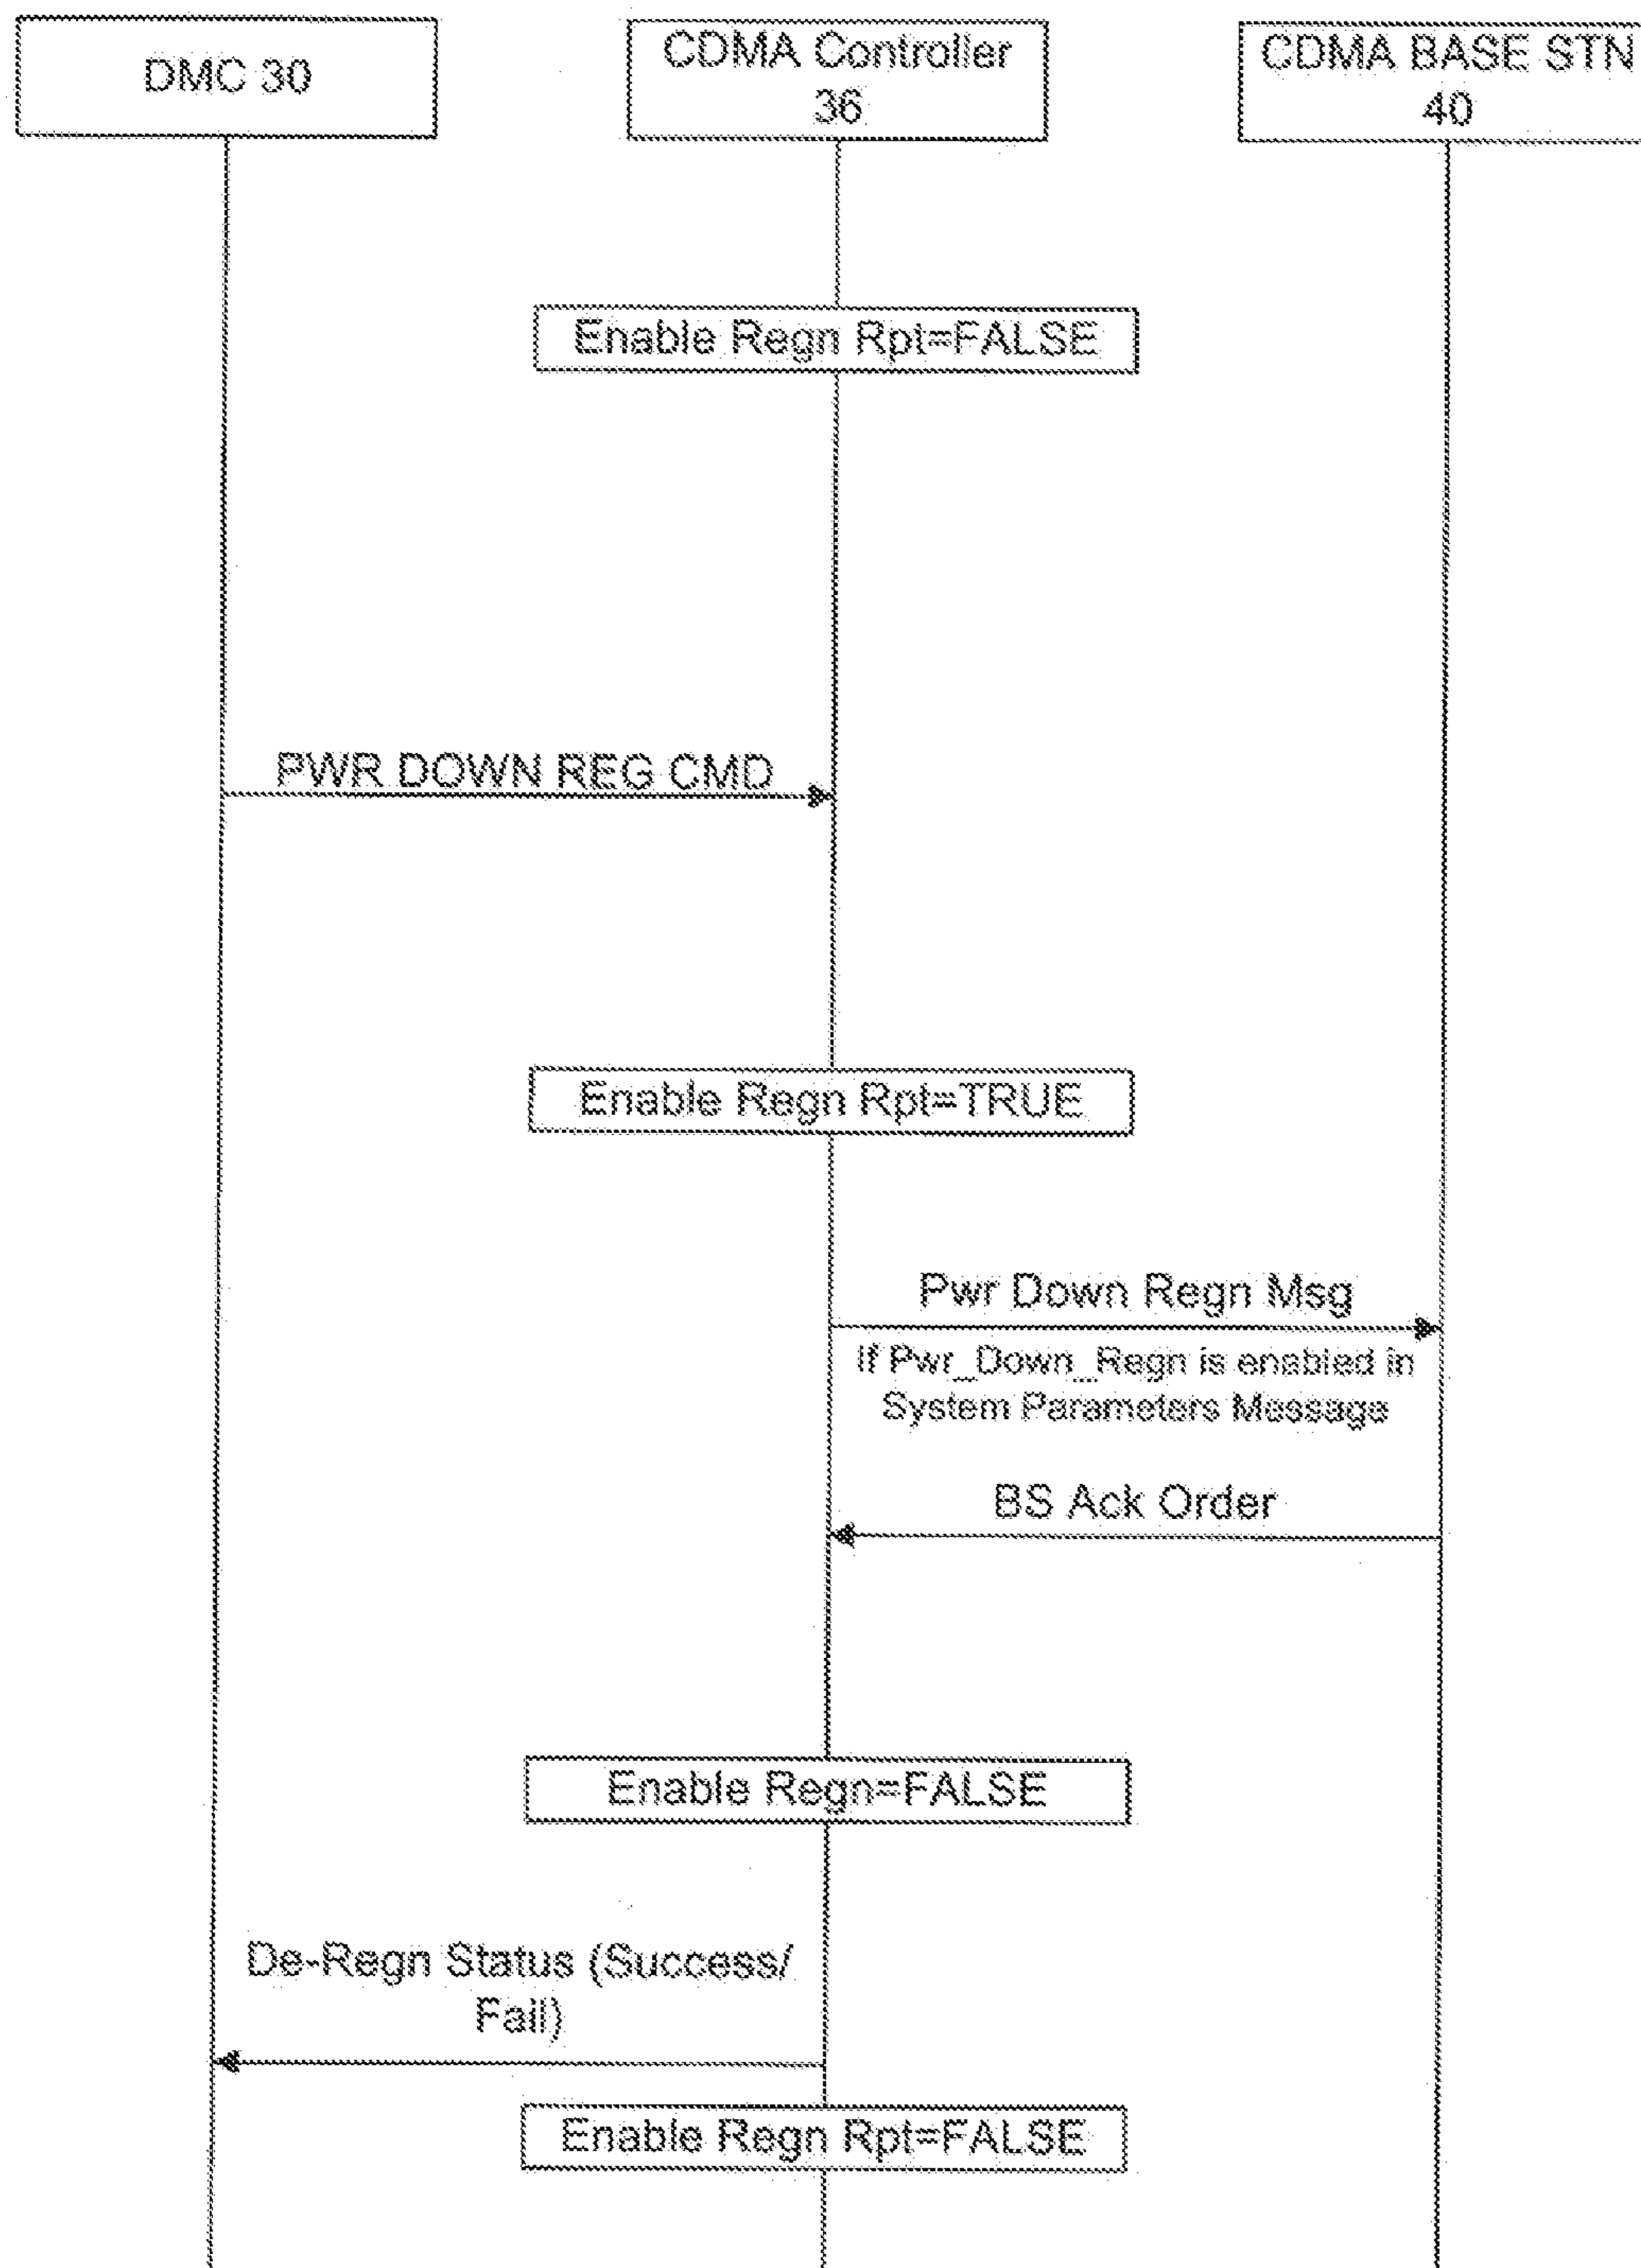 DMC 30
CDMA Controller
36
CDMA BASE STN
40
Enable Regn Rpt=FALSE
PWR DOWN REG CMD
Enable Regn Rpt=TRUE
Pwr Down Regn Msg
If Pwr_Down_Regn is enabled in
System Parameters Message
BS Ack Order
Enable Regn=FALSE
De-Regn Status (Success/
Fail)
Enable Regn Rpt=FALSE